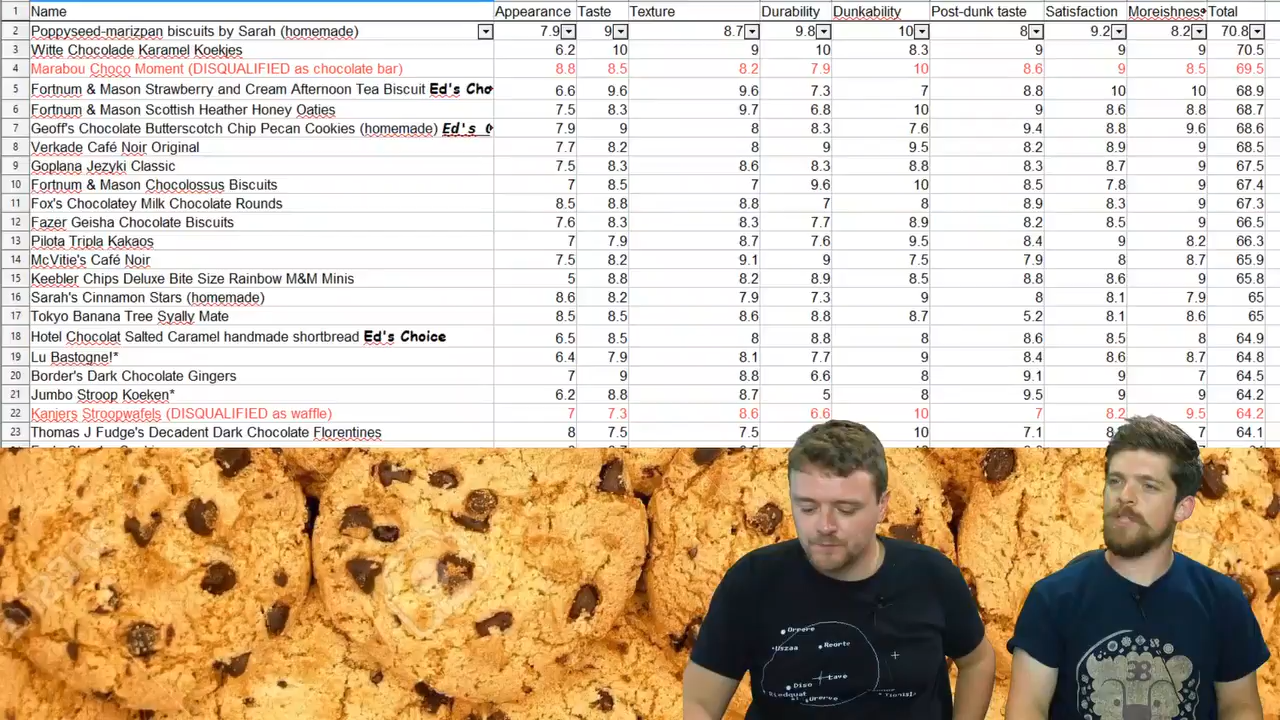 1 Name Appearance Taste Texture Durability Dunkability Post-dunk taste Satisfaction Moreishness Total
2 Poppyseed-marizpan biscuits by Sarah (homemade) 7.9 9 8.7 9.8 10 8 9.2 8.2 70.8
3 Witte Chocolade Karamel Koekjes 6.2 10 9 10 8.3 9 9 9 70.5
4 Marabou Choco Moment (DISQUALIFIED as chocolate bar) 8.8 8.5 8.2 7.9 10 8.6 9 8.5 69.5
5 Fortnum & Mason Strawberry and Cream Afternoon Tea Biscuit Ed's Cho 6.6 9.6 9.6 7.3 7 8.8 10 10 68.9
6 Fortnum & Mason Scottish Heather Honey Oaties 7.5 8.3 9.7 6.8 10 9 8.6 8.8 68.7
7 Geoff's Chocolate Butterscotch Chip Pecan Cookies (homemade) Ed's 7.9 9 8 8.3 7.6 9.4 8.8 9.6 68.6
8 Verkade Café Noir Original 7.7 8.2 8 9 9.5 8.2 8.9 9 68.5
9 Goplana Jezyki Classic 7.5 8.3 8.6 8.3 8.8 8.3 8.7 9 67.5
10 Fortnum & Mason Chocolossus Biscuits 7 8.5 7 9.6 10 8.5 7.8 9 67.4
11 Fox's Chocolatey Milk Chocolate Rounds 8.5 8.8 8.8 7 8 8.9 8.3 9 67.3
12 Fazer Geisha Chocolate Biscuits 7.6 8.3 8.3 7.7 8.9 8.2 8.5 9 66.5
13 Pilota Tripla Kakaos 7 7.9 8.7 7.6 9.5 8.4 9 8.2 66.3
14 McVitie's Café Noir 7.5 8.2 9.1 9 7.5 7.9 8 8.7 65.9
15 Keebler Chips Deluxe Bite Size Rainbow M&M Minis 5 8.8 8.2 8.9 8.5 8.8 8.6 9 65.8
16 Sarah's Cinnamon Stars (homemade) 8.6 8.2 7.9 7.3 9 8 8.1 7.9 65
17 Tokyo Banana Tree Syally Mate 8.5 8.5 8.6 8.8 8.7 5.2 8.1 8.6 65
18 Hotel Chocolat Salted Caramel handmade shortbread Ed's Choice 6.5 8.5 8 8.8 8 8.6 8.5 8 64.9
19 Lu Bastogne!* 6.4 7.9 8.1 7.7 9 8.4 8.6 8.7 64.8
20 Border's Dark Chocolate Gingers 7 9 8.8 6.6 8 9.1 9 7 64.5
21 Jumbo Stroop Koeken* 6.2 8.8 8.7 5 8 9.5 9 9 64.2
22 Kanjers Stroopwafels (DISQUALIFIED as waffle) 7 7.3 8.6 6.6 10 7 8.2 9.5 64.2
23 Thomas J Fudge's Decadent Dark Chocolate Florentines 8 7.5 7.5 10 7.1 7 64.1
Orrere
Uszaa Reorte
Diso Lave
Riedquat Tionisla
38